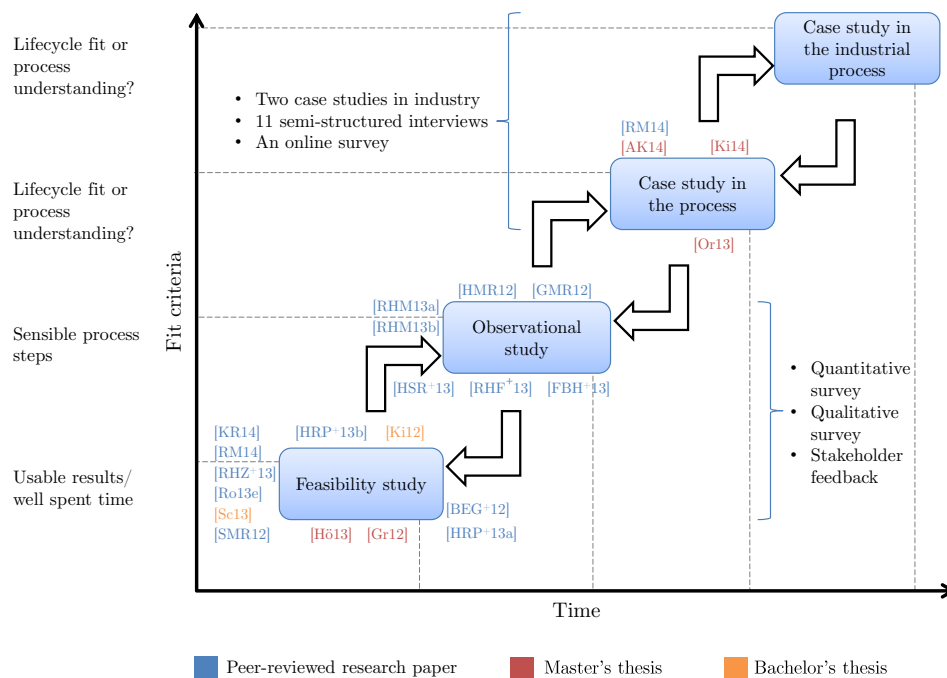 Case study in
the industrial
process
Lifecycle fit or
process
understanding?
• Two case studies in industry
• 11 semi-structured interviews
• An online survey
[RM14]
[AK14]
[Ki14]
Case study in
the process
Lifecycle fit or
process
understanding?
[Or13]
[HMR12]
[GMR12]
[RHM13a]
[RHM13b]
Observational
study
Sensible process
steps
Fit criteria
[HSR+13]
[RHF+13]
[FBH+13]
• Quantitative
survey
• Qualitative
survey
• Stakeholder
feedback
[KR14]
[RM14]
[RHZ+13]
[Ro13e]
[Sc13]
[SMR12]
[HRP+13b]
[Ki12]
Feasibility study
Usable results/
well spent time
[Hö13]
[Gr12]
[BEG+12]
[HRP+13a]
Time
Peer-reviewed research paper
Master's thesis
Bachelor's thesis